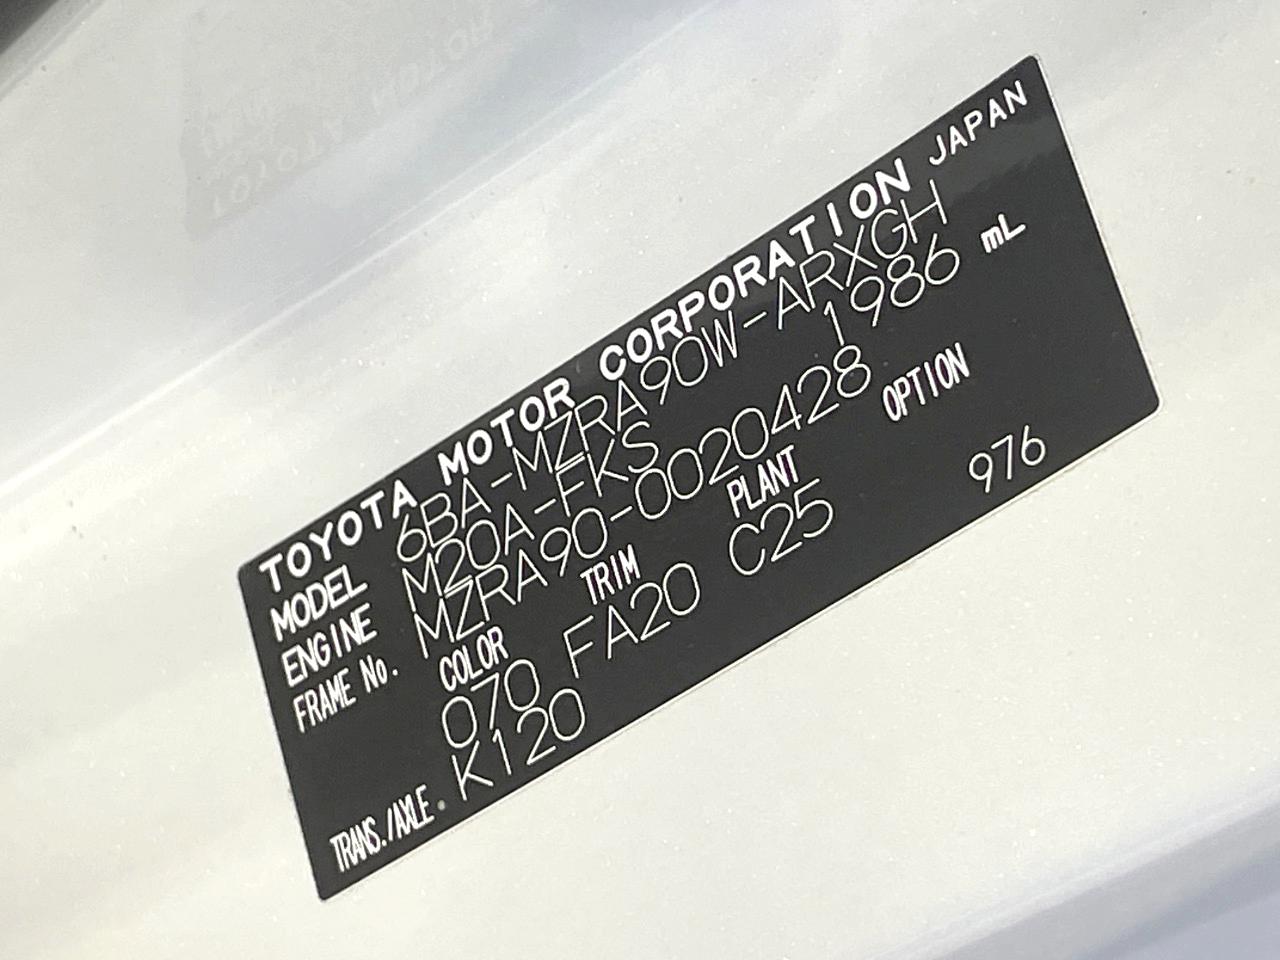 TOYOTA MOTOR CORPORATION JAPAN
MODEL 6BA-MZRA90W-ARXGH
ENGINE M20A-FKS 1986 mL
FRAME No. MZRA90-0020428
COLOR TRIM PLANT OPTION
070 FA20 C25 976
TRANS./AXLE. K120